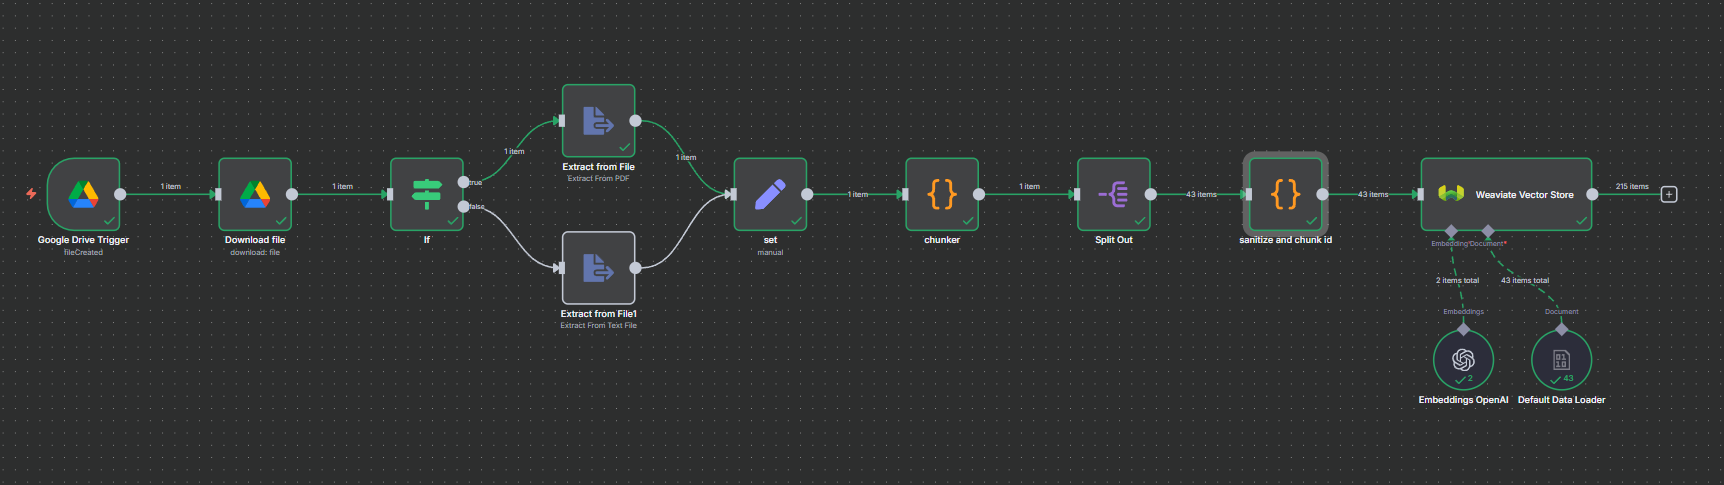 1 item
Google Drive Trigger
fileCreated
1 item
Download file
download: file
If
true
false
1 item
Extract from File
Extract From PDF
Extract from File1
Extract From Text File
1 item
set
manual
1 item
{}
chunker
1 item
Split Out
43 items
{}
sanitize and chunk id
43 items
Weaviate Vector Store
215 items
+
Embedding*
Document*
2 items total
43 items total
Embeddings
Document
2
Embeddings OpenAI
01
10
43
Default Data Loader